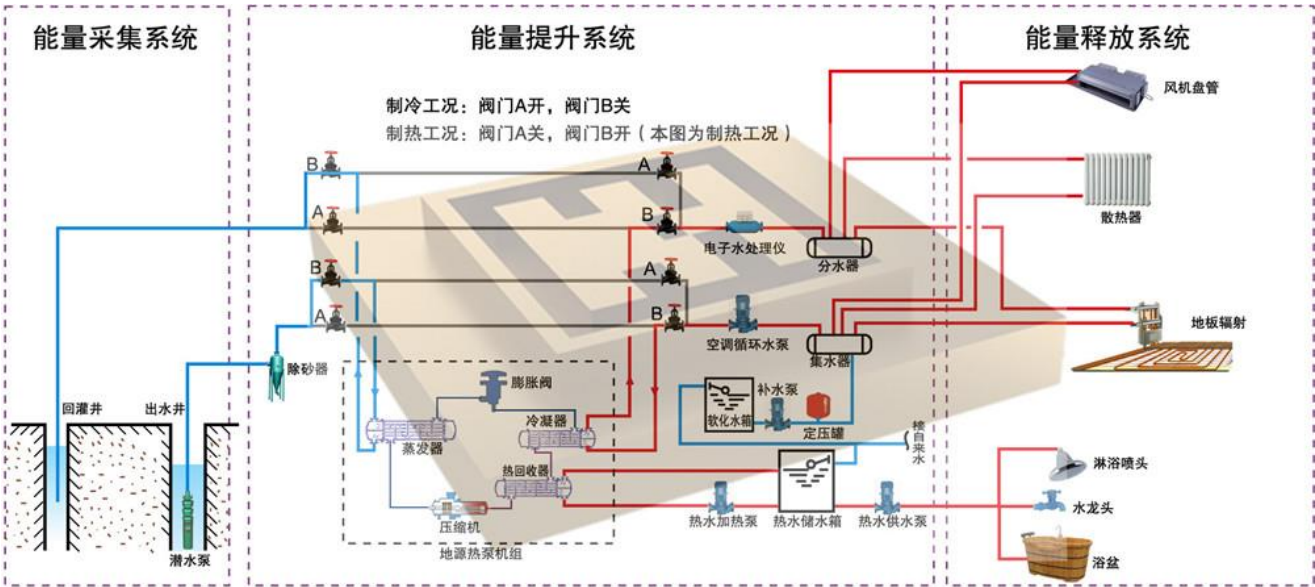 能量采集系统
能量提升系统
能量释放系统
制冷工况：阀门A开，阀门B关
制热工况：阀门A关，阀门B开（本图为制热工况）
风机盘管
B
A
散热器
A
B
电子水处理仪
分水器
B
A
A
B
空调循环水泵
集水器
地板辐射
除砂器
膨胀阀
补水泵
软化水箱
定压罐
回灌井
出水井
冷凝器
蒸发器
接自来水
热回收器
淋浴喷头
压缩机
热水加热泵
热水储水箱
热水供水泵
水龙头
地源热泵机组
潜水泵
浴盆